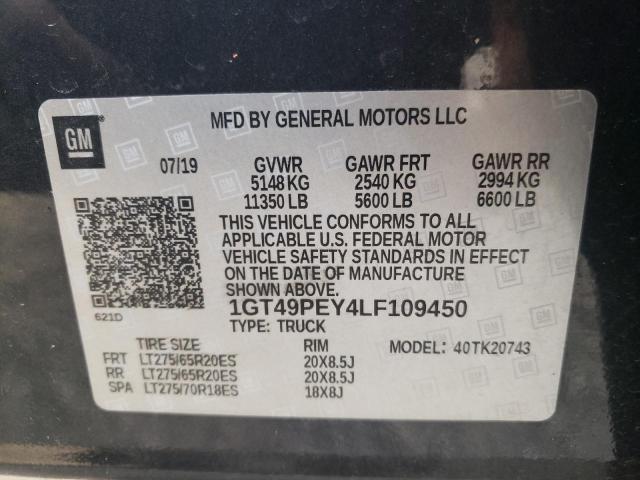 GM
MFD BY GENERAL MOTORS LLC
07/19 GVWR GAWR FRT GAWR RR
5148 KG 2540 KG 2994 KG
11350 LB 5600 LB 6600 LB
THIS VEHICLE CONFORMS TO ALL
APPLICABLE U.S. FEDERAL MOTOR
VEHICLE SAFETY STANDARDS IN EFFECT
ON THE DATE OF MANUFACTURE
SHOWN ABOVE.
621D
1GT49PEY4LF109450
TYPE: TRUCK
TIRE SIZE RIM MODEL: 40TK20743
FRT LT275/65R20ES 20X8.5J
RR LT275/65R20ES 20X8.5J
SPA LT275/70R18ES 18X8J